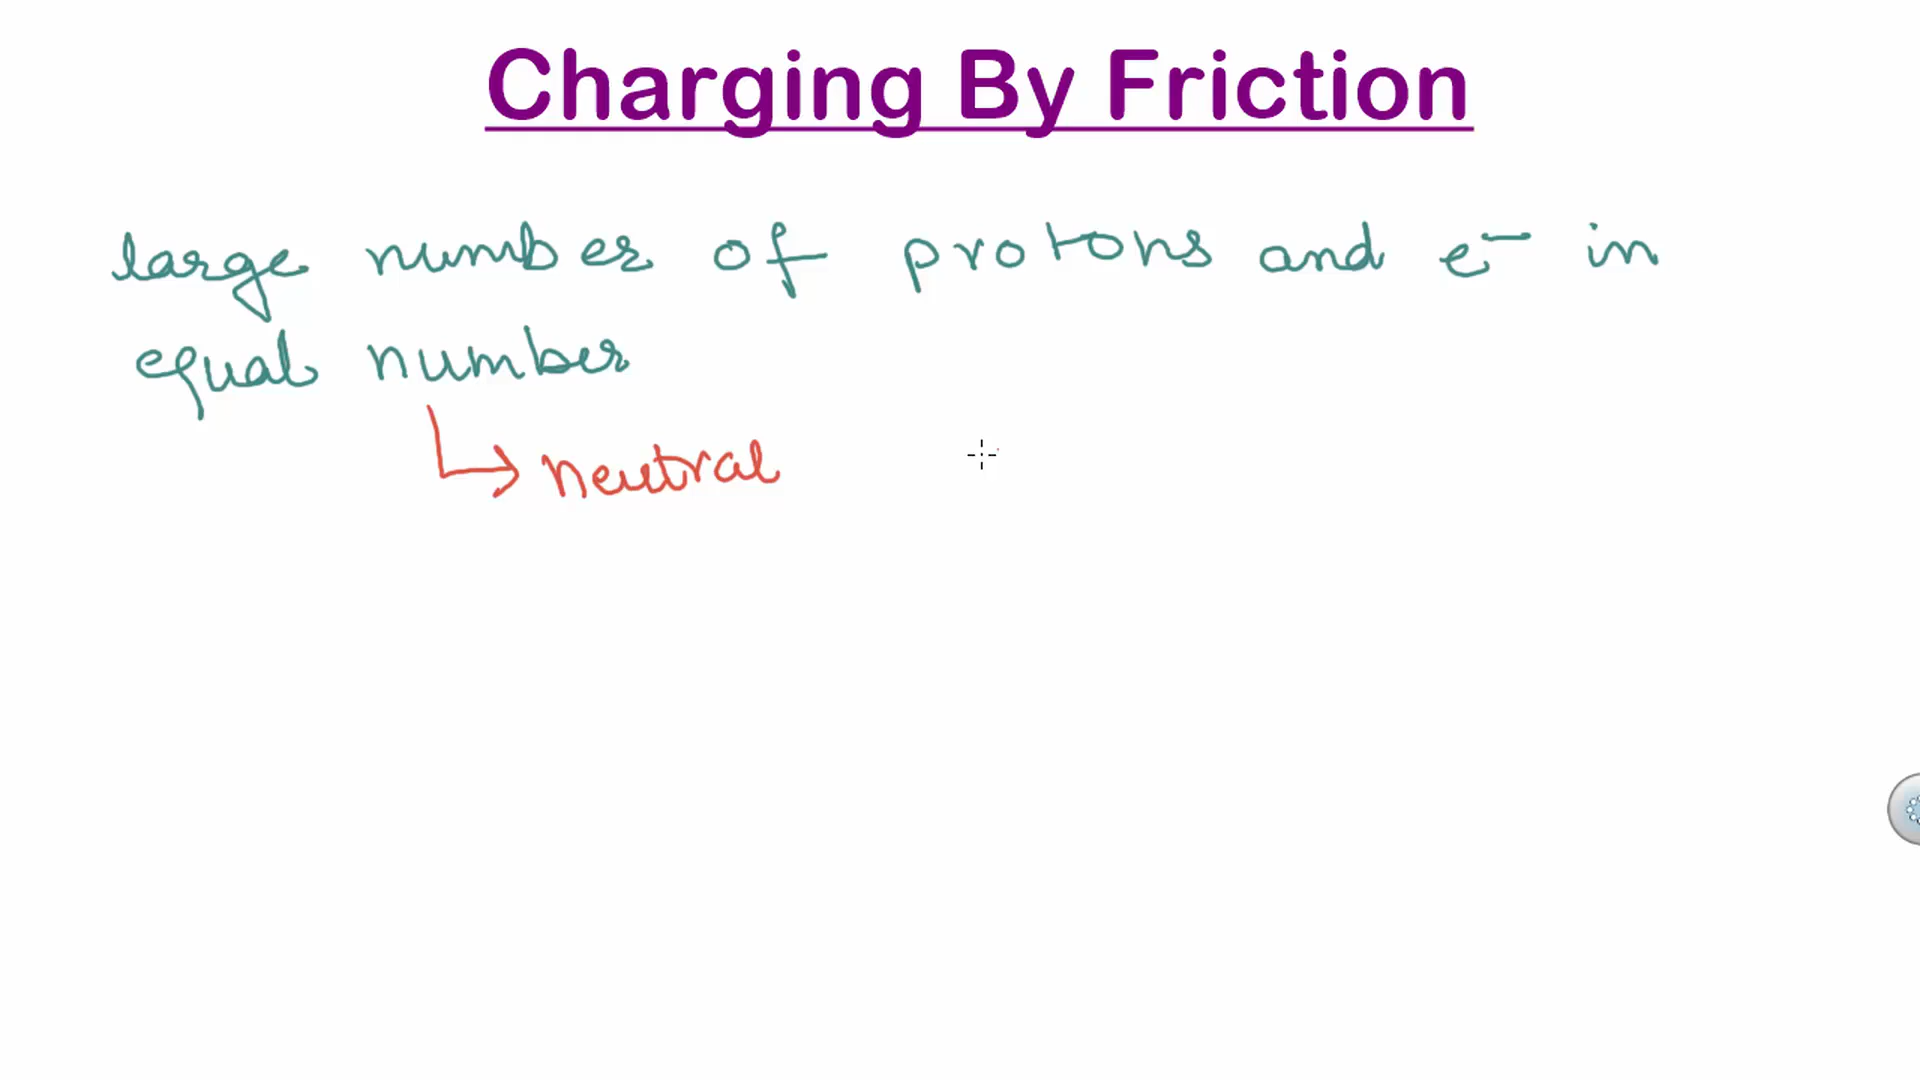 Charging By Friction
large number of protons and e⁻ in
equal number
↳ neutral